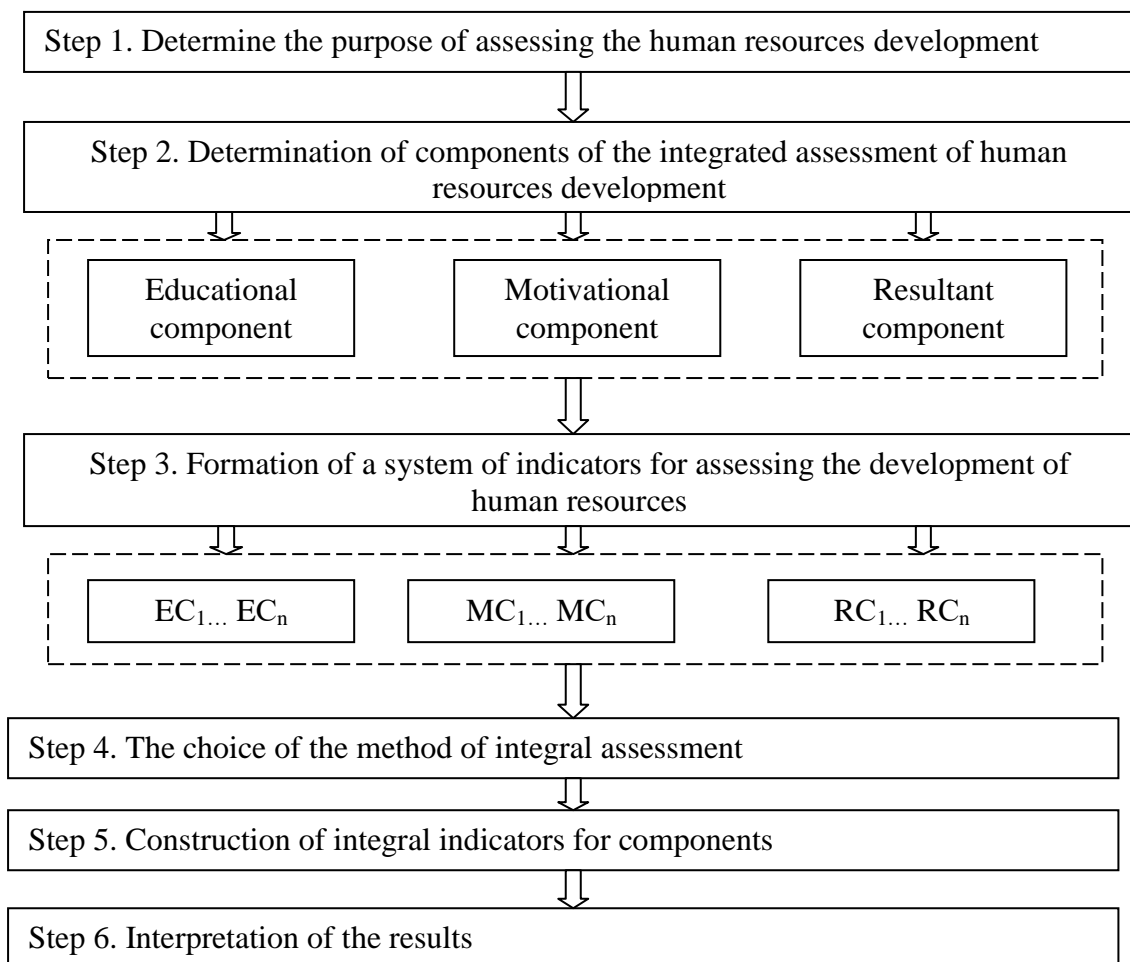 Step 1. Determine the purpose of assessing the human resources development
Step 2. Determination of components of the integrated assessment of human
resources development
Educational
component
Motivational
component
Resultant
component
Step 3. Formation of a system of indicators for assessing the development of
human resources
EC1... ECn
MC1... MCn
RC1... RCn
Step 4. The choice of the method of integral assessment
Step 5. Construction of integral indicators for components
Step 6. Interpretation of the results